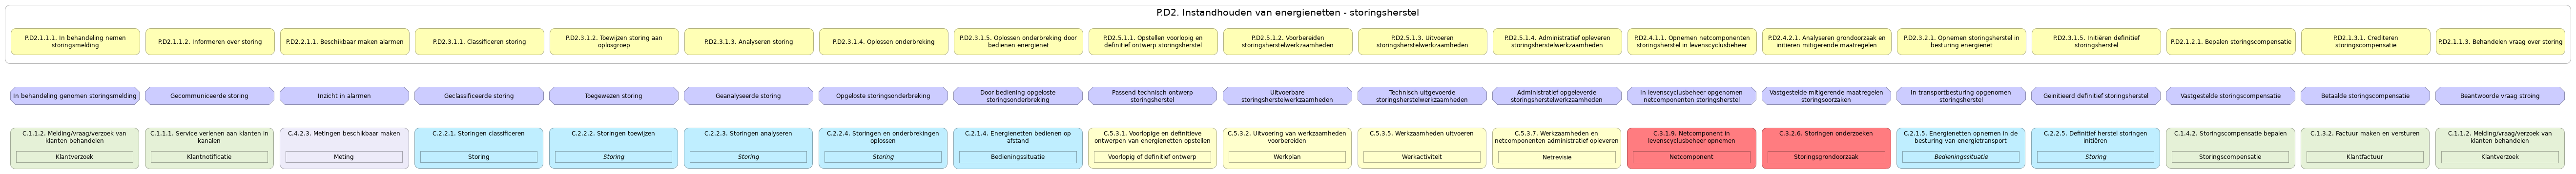 P.D2. Instandhouden van energienetten - storingsherstel
P.D2.1.1.1. In behandeling nemen
storingsmelding
P.D2.1.1.2. Informeren over storing
P.D2.2.1.1. Beschikbaar maken alarmen
P.D2.3.1.1. Classificeren storing
P.D2.3.1.2. Toewijzen storing aan
oplosgroep
P.D2.3.1.3. Analyseren storing
P.D2.3.1.4. Oplossen onderbreking
P.D2.3.1.5. Oplossen onderbreking door
bedienen energienet
P.D2.5.1.1. Opstellen voorlopig en
definitief ontwerp storingsherstel
P.D2.5.1.2. Voorbereiden
storingsherstelwerkzaamheden
P.D2.5.1.3. Uitvoeren
storingsherstelwerkzaamheden
P.D2.5.1.4. Administratief opleveren
storingsherstelwerkzaamheden
P.D2.4.1.1. Opnemen netcomponenten
storingsherstel in levenscyclusbeheer
P.D2.4.2.1. Analyseren grondoorzaak en
initieren mitigerende maatregelen
P.D2.3.2.1. Opnemen storingsherstel in
besturing energienet
P.D2.3.1.5. Initiëren definitief
storingsherstel
P.D2.1.2.1. Bepalen storingscompensatie
P.D2.1.3.1. Crediteren
storingscompensatie
P.D2.1.1.3. Behandelen vraag over storing
In behandeling genomen storingsmelding
Gecommuniceerde storing
Inzicht in alarmen
Geclassificeerde storing
Toegewezen storing
Geanalyseerde storing
Opgeloste storingsonderbreking
Door bediening opgeloste
storingsonderbreking
Passend technisch ontwerp
storingsherstel
Uitvoerbare
storingsherstelwerkzaamheden
Technisch uitgevoerde
storingsherstelwerkzaamheden
Administratief opgeleverde
storingsherstelwerkzaamheden
In levenscyclusbeheer opgenomen
netcomponenten storingsherstel
Vastgestelde mitigerende maatregelen
storingsoorzaken
In transportbesturing opgenomen
storingsherstel
Geinitieerd definitief storingsherstel
Vastgestelde storingscompensatie
Betaalde storingscompensatie
Beantwoorde vraag stroing
C.1.1.2. Melding/vraag/verzoek van
klanten behandelen
Klantverzoek
C.1.1.1. Service verlenen aan klanten in
kanalen
Klantnotificatie
C.4.2.3. Metingen beschikbaar maken
Meting
C.2.2.1. Storingen classificeren
Storing
C.2.2.2. Storingen toewijzen
Storing
C.2.2.3. Storingen analyseren
Storing
C.2.2.4. Storingen en onderbrekingen
oplossen
Storing
C.2.1.4. Energienetten bedienen op
afstand
Bedieningssituatie
C.5.3.1. Voorlopige en definitieve
ontwerpen van energienetten opstellen
Voorlopig of definitief ontwerp
C.5.3.2. Uitvoering van werkzaamheden
voorbereiden
Werkplan
C.5.3.5. Werkzaamheden uitvoeren
Werkactiviteit
C.5.3.7. Werkzaamheden en
netcomponenten administratief opleveren
Netrevisie
C.3.1.9. Netcomponent in
levenscyclusbeheer opnemen
Netcomponent
C.3.2.6. Storingen onderzoeken
Storingsgrondoorzaak
C.2.1.5. Energienetten opnemen in de
besturing van energietransport
Bedieningssituatie
C.2.2.5. Definitief herstel storingen
initiëren
Storing
C.1.4.2. Storingscompensatie bepalen
Storingscompensatie
C.1.3.2. Factuur maken en versturen
Klantfactuur
C.1.1.2. Melding/vraag/verzoek van
klanten behandelen
Klantverzoek